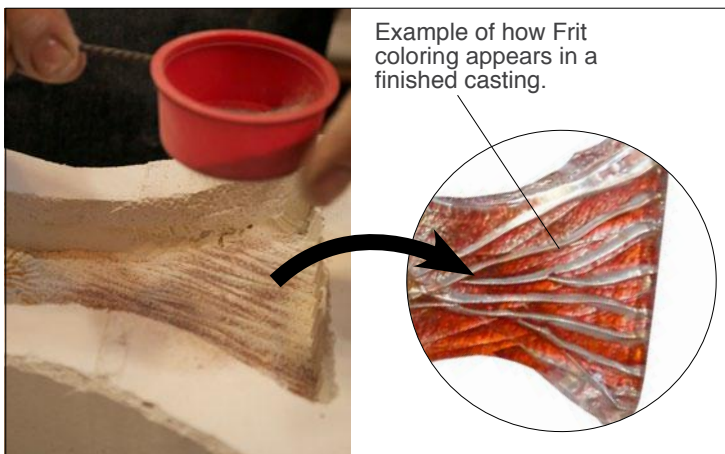 Example of how Frit
coloring appears in a
finished casting.